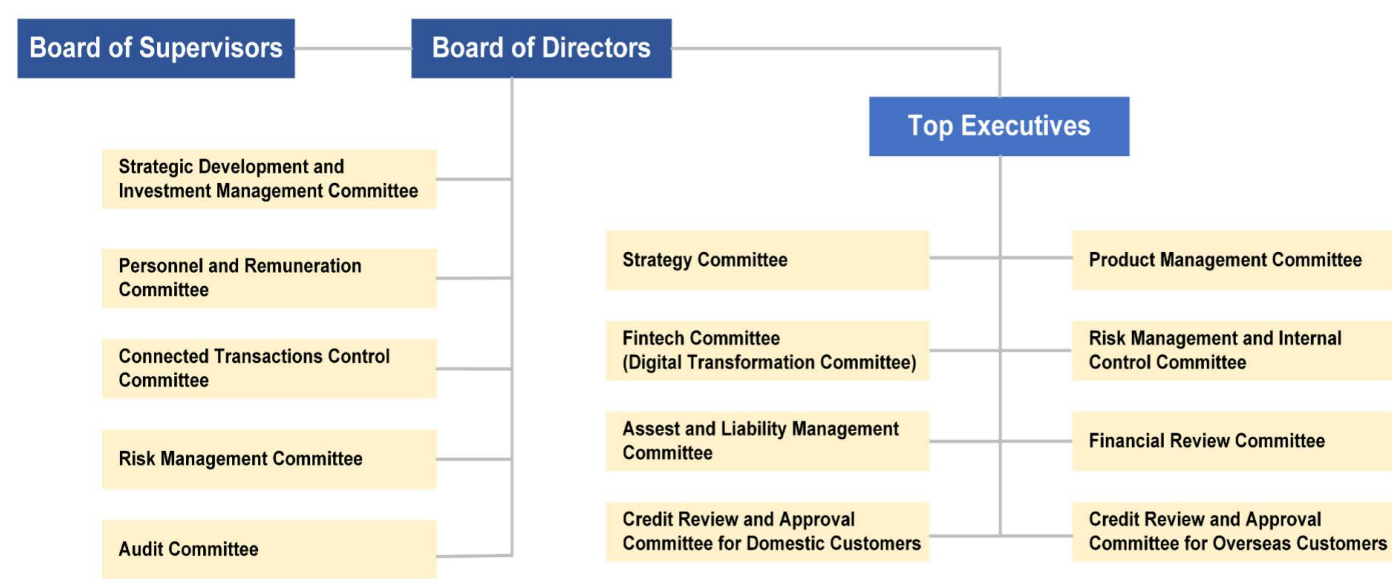 Board of Supervisors
Board of Directors
Top Executives
Strategic Development and
Investment Management Committee
Personnel and Remuneration
Committee
Connected Transactions Control
Committee
Risk Management Committee
Audit Committee
Strategy Committee
Fintech Committee
(Digital Transformation Committee)
Assest and Liability Management
Committee
Credit Review and Approval
Committee for Domestic Customers
Product Management Committee
Risk Management and Internal
Control Committee
Financial Review Committee
Credit Review and Approval
Committee for Overseas Customers